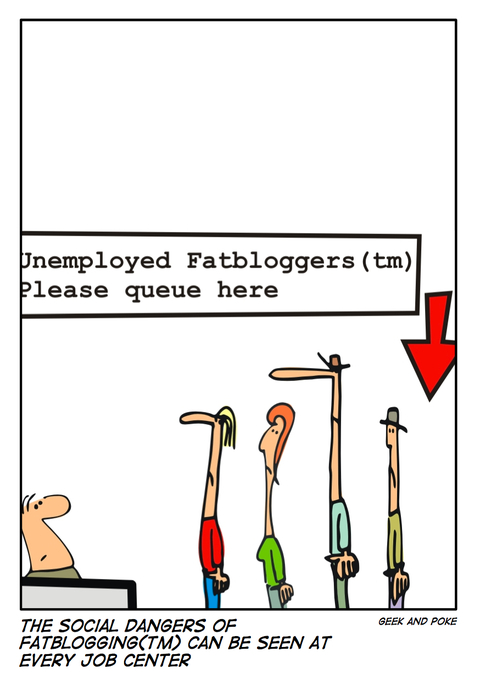 Unemployed Fatbloggers(tm)
Please queue here
THE SOCIAL DANGERS OF
FATBLOGGING(TM) CAN BE SEEN AT
EVERY JOB CENTER
GEEK AND POKE